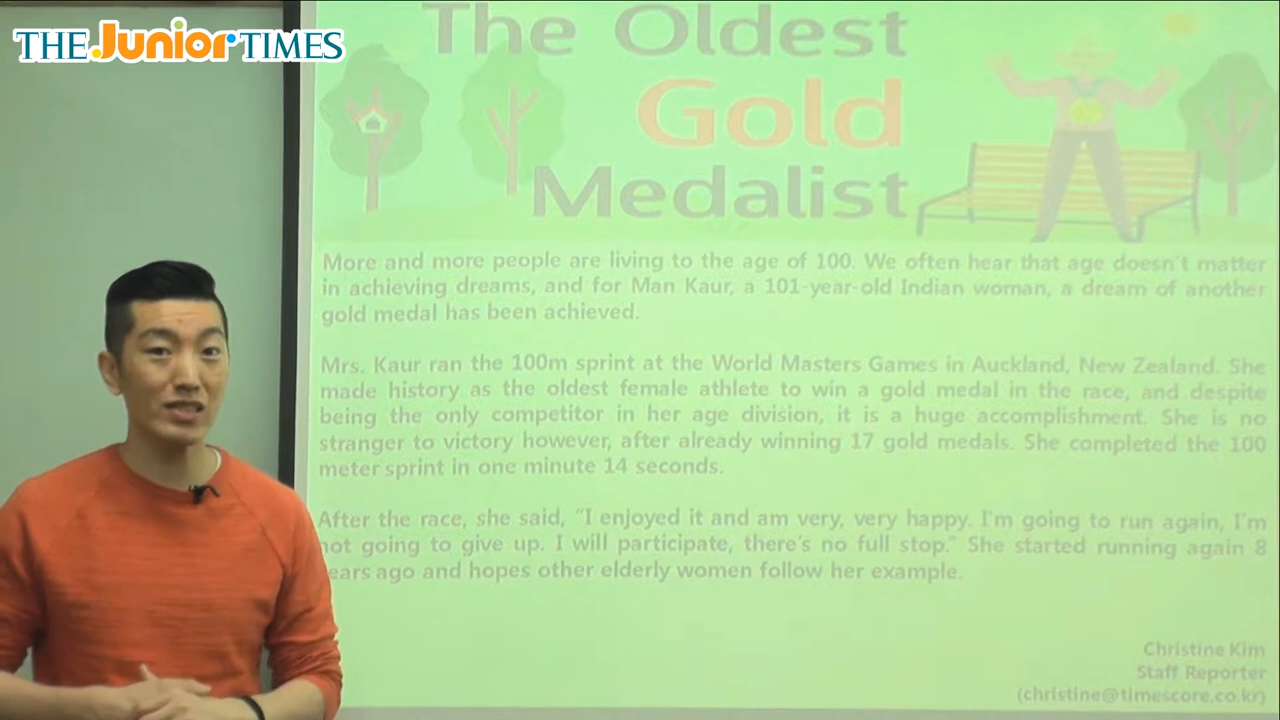 THE Junior TIMES
The Oldest
Gold
Medalist
More and more people are living to the age of 100. We often hear that age doesn't matter
in achieving dreams, and for Man Kaur, a 101-year-old Indian woman, a dream of another
gold medal has been achieved.
Mrs. Kaur ran the 100m sprint at the World Masters Games in Auckland, New Zealand. She
made history as the oldest female athlete to win a gold medal in the race, and despite
being the only competitor in her age division, it is a huge accomplishment. She is no
stranger to victory however, after already winning 17 gold medals. She completed the 100
meter sprint in one minute 14 seconds.
After the race, she said, "I enjoyed it and am very, very happy. I'm going to run again, I'm
not going to give up. I will participate, there's no full stop." She started running again 8
years ago and hopes other elderly women follow her example.
Christine Kim
Staff Reporter
(christine@timescore.co.kr)